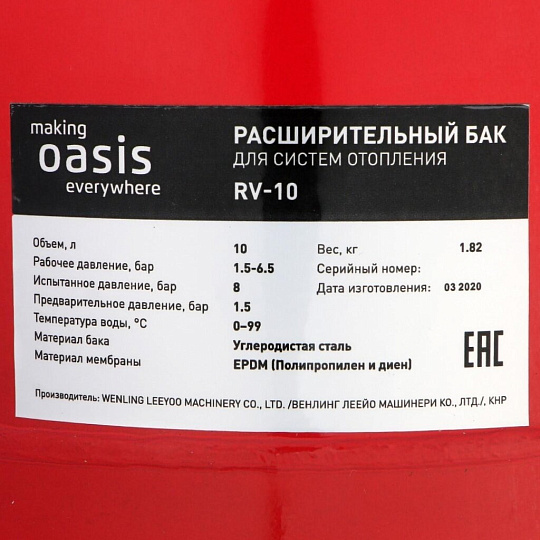 making
oasis
everywhere
РАСШИРИТЕЛЬНЫЙ БАК
ДЛЯ СИСТЕМ ОТОПЛЕНИЯ
RV-10
Объем, л 10
Рабочее давление, бар 1.5-6.5
Испытанное давление, бар 8
Предварительное давление, бар 1.5
Температура воды, °С 0–99
Материал бака Углеродистая сталь
Материал мембраны EPDM (Полипропилен и диен)
Вес, кг 1.82
Серийный номер:
Дата изготовления: 03 2020
EAC
Производитель: WENLING LEEYOO MACHINERY CO., LTD. /ВЕНЛИНГ ЛЕЕЙО МАШИНЕРИ КО., ЛТД./, КНР